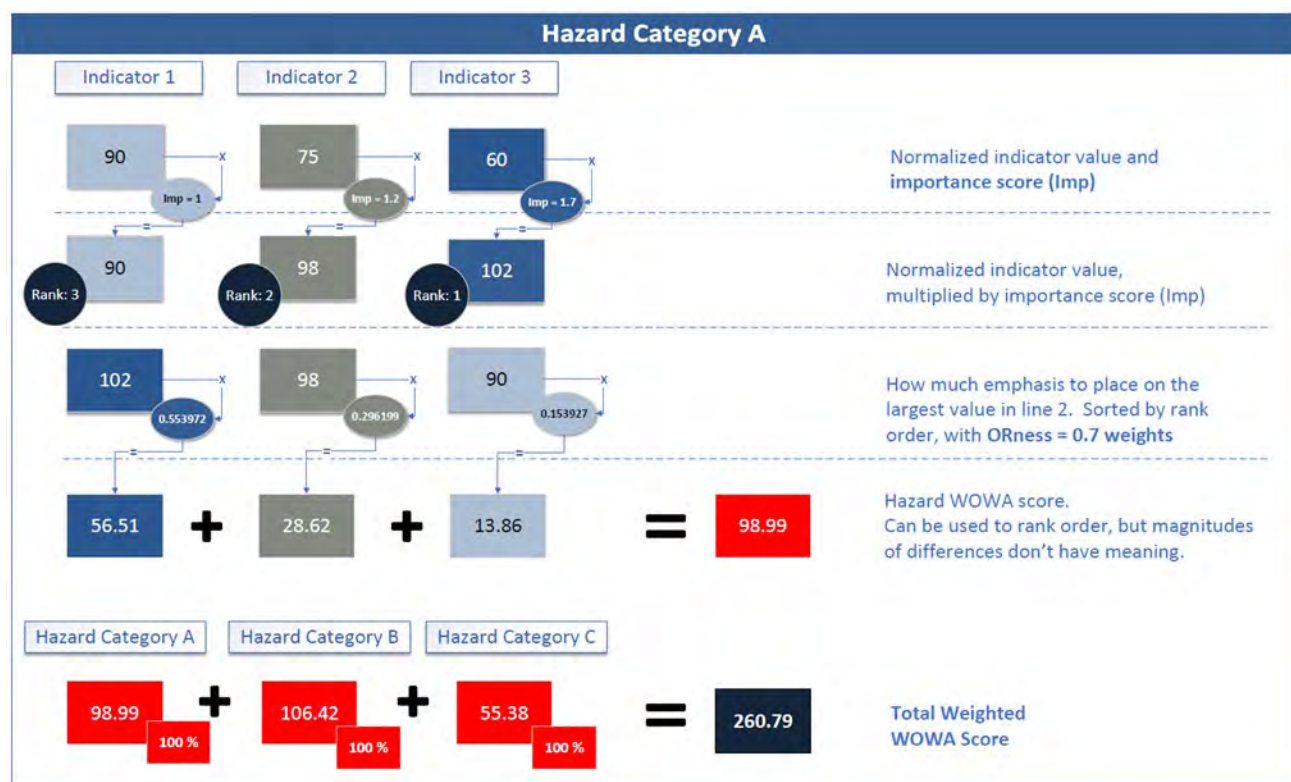 Hazard Category A
Indicator 1
Indicator 2
Indicator 3
90
x
75
x
60
x
Normalized indicator value and
importance score (Imp)
Imp = 1
Imp = 1.2
Imp = 1.7
=
=
=
90
98
102
Rank: 3
Rank: 2
Rank: 1
Normalized indicator value,
multiplied by importance score (Imp)
102
x
98
x
90
x
0.553972
0.296199
0.153927
How much emphasis to place on the
largest value in line 2. Sorted by rank
order, with ORness = 0.7 weights
=
=
=
56.51
+
28.62
+
13.86
=
98.99
Hazard WOWA score.
Can be used to rank order, but magnitudes
of differences don't have meaning.
Hazard Category A
Hazard Category B
Hazard Category C
98.99
+
106.42
+
55.38
=
260.79
100 %
100 %
100 %
Total Weighted
WOWA Score